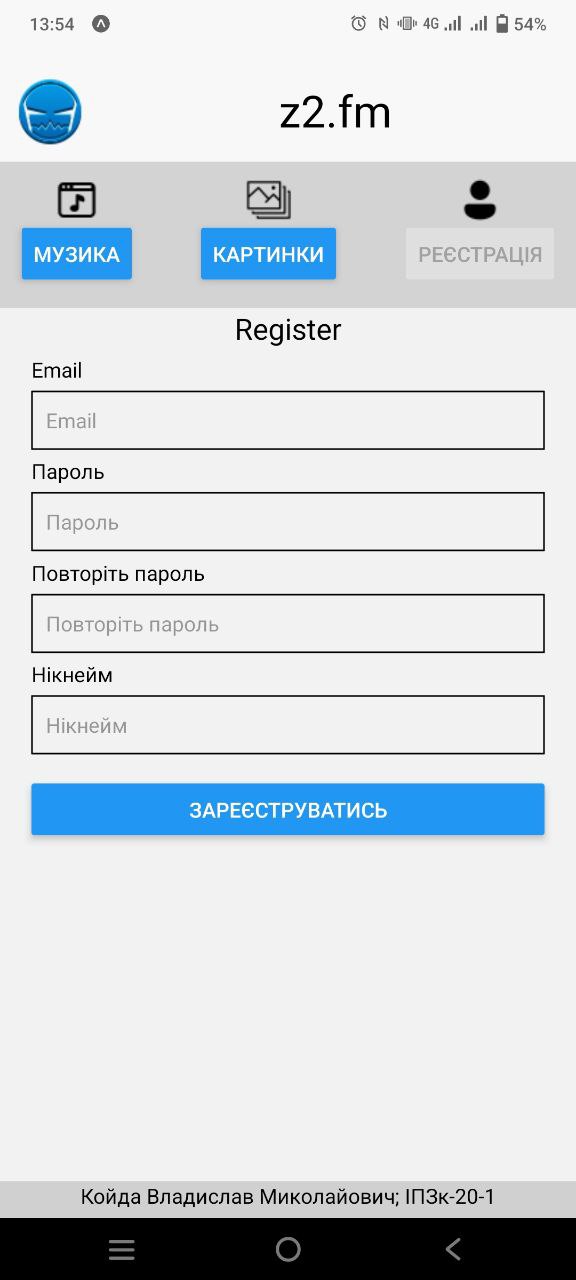 13:54 4G 54%
z2.fm
МУЗИКА КАРТИНКИ РЕЄСТРАЦІЯ
Register
Email
Email
Пароль
Пароль
Повторіть пароль
Повторіть пароль
Нікнейм
Нікнейм
ЗАРЕЄСТРУВАТИСЬ
Койда Владислав Миколайович; ІПЗк-20-1